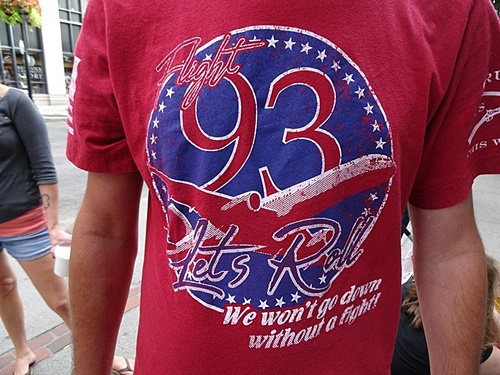 Flight
93
Let's Roll
We won't go down
without a fight!